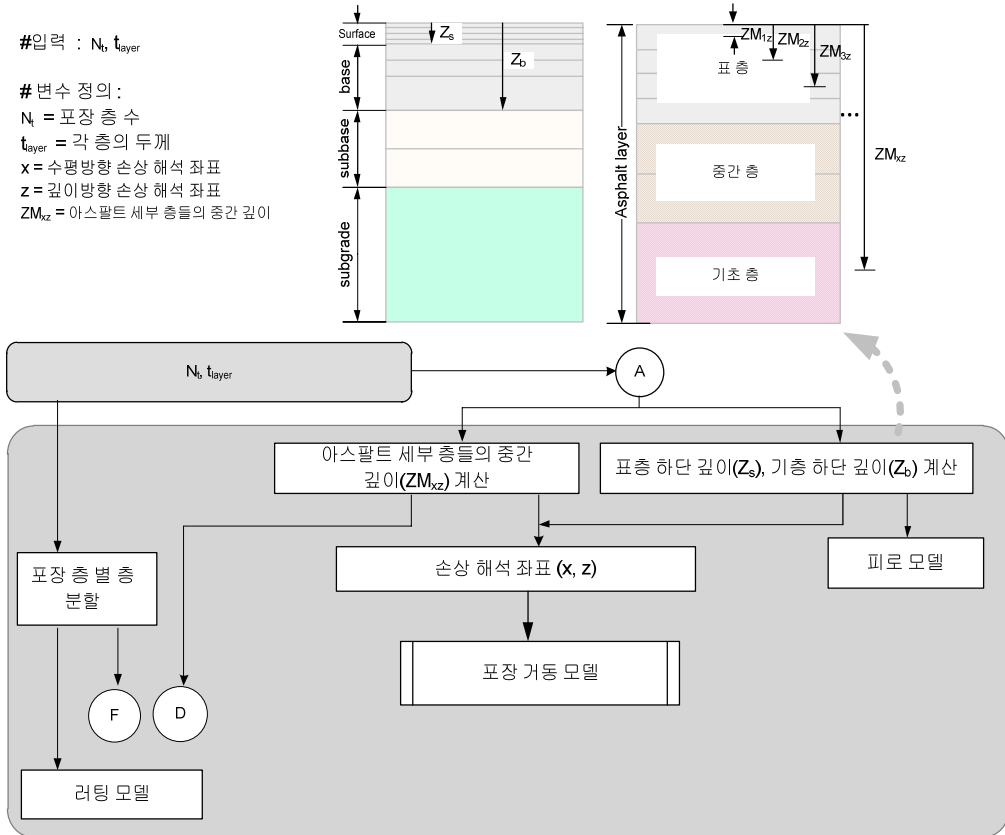 #입력 : Nt, tlayer
# 변수 정의 :
Nt = 포장 층 수
tlayer = 각 층의 두께
x = 수평방향 손상 해석 좌표
z = 깊이방향 손상 해석 좌표
ZMxz = 아스팔트 세부 층들의 중간 깊이
Surface
base
subbase
subgrade
Zs
Zb
Asphalt layer
ZM1z
ZM2z
ZM3z
ZMxz
표 층
...
중간 층
기초 층
Nt, tlayer
A
아스팔트 세부 층들의 중간
깊이(ZMxz) 계산
표층 하단 깊이(Zs), 기층 하단 깊이(Zb) 계산
포장 층 별 층
분할
손상 해석 좌표 (x, z)
피로 모델
포장 거동 모델
F
D
러팅 모델